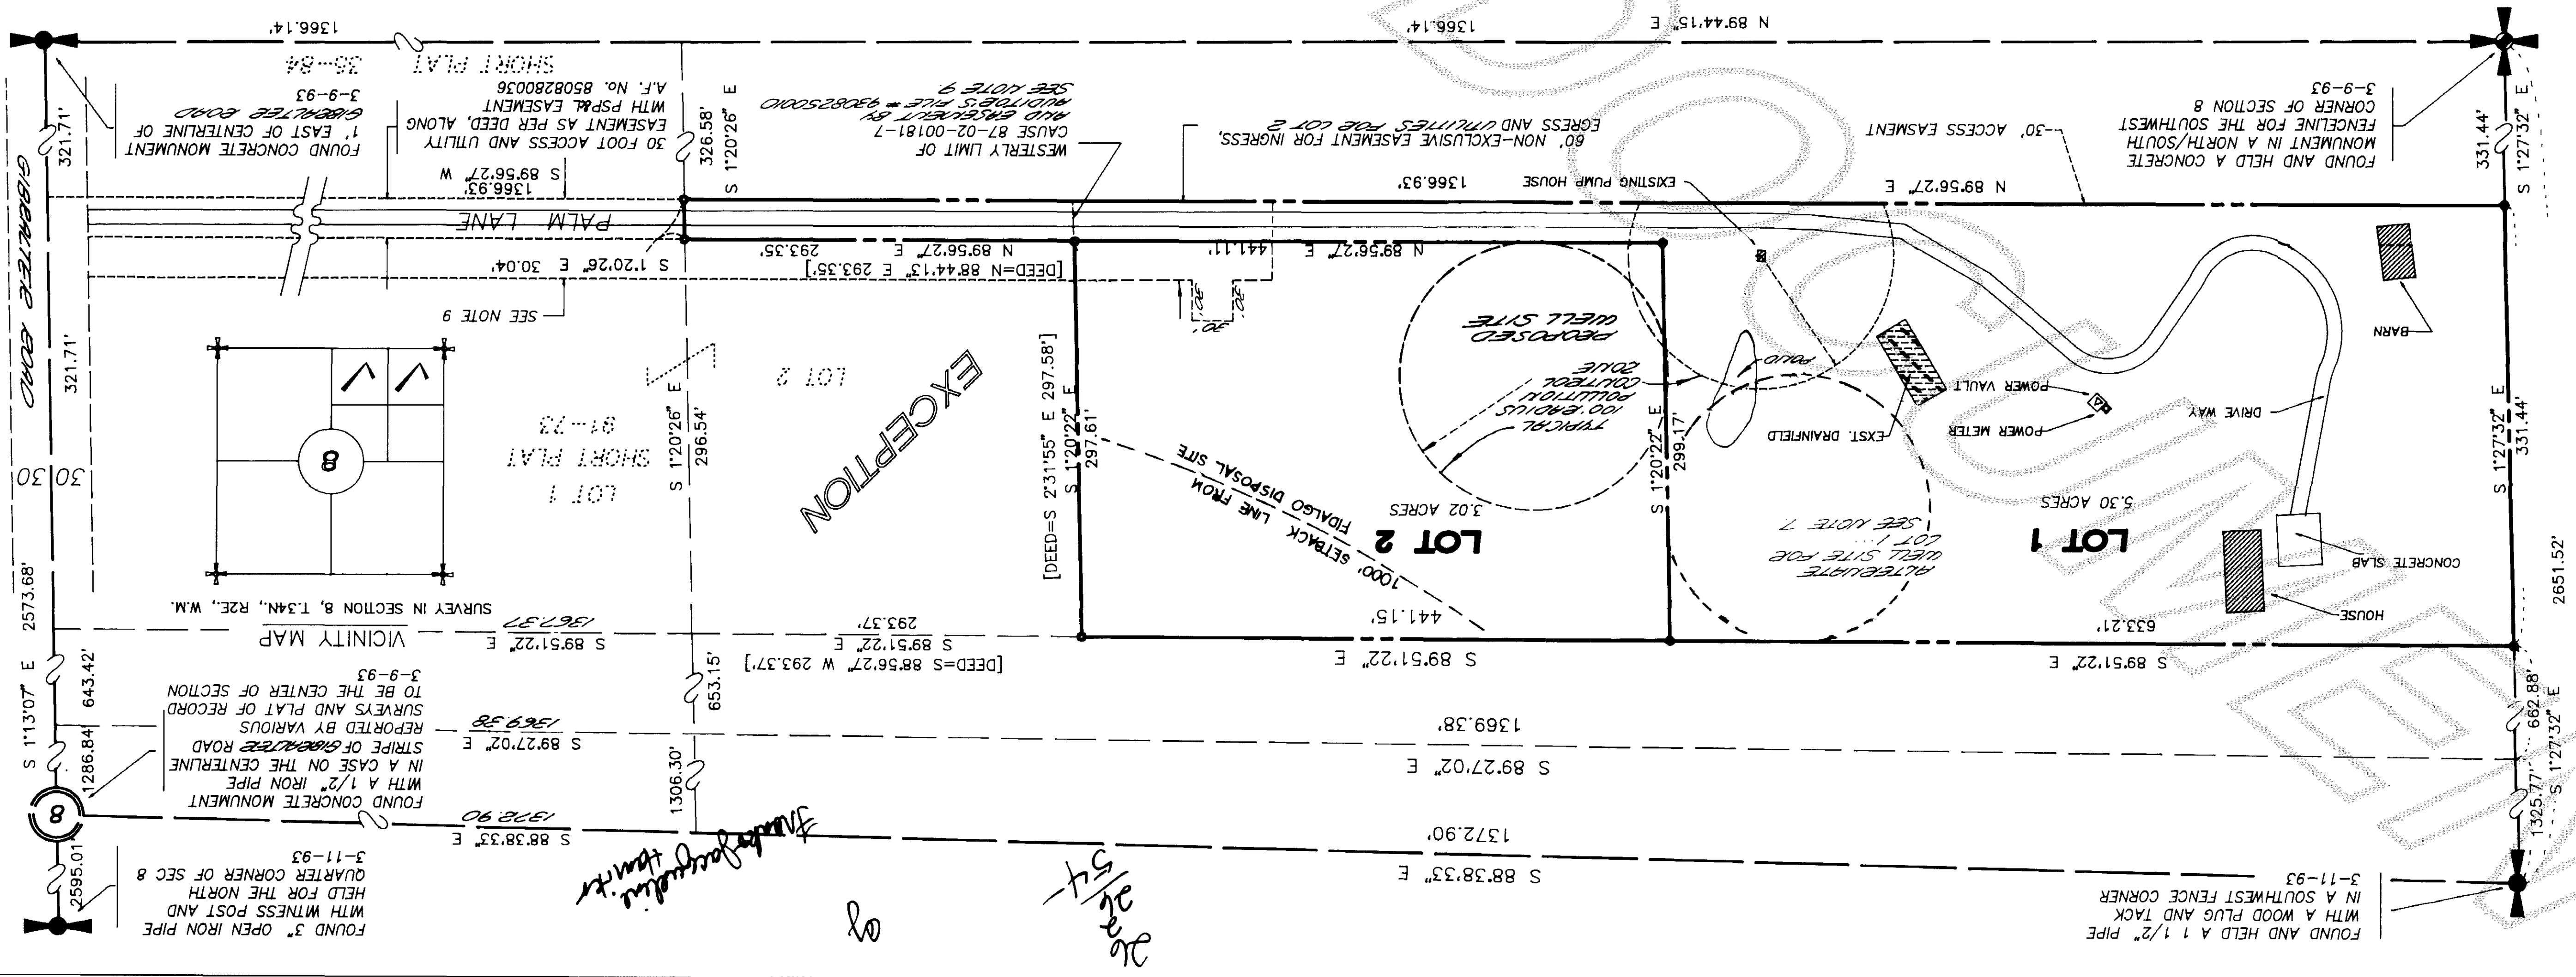 FOUND AND HELD A 1 1/2" PIPE
WITH A WOOD PLUG AND TACK
IN A SOUTHWEST FENCE CORNER
3-11-93
FOUND 3" OPEN IRON PIPE
WITH WITNESS POST AND
HELD FOR THE NORTH
QUARTER CORNER OF SEC 8
3-11-93
2595.01'
26
2
26
54
of
S 88°38'33" E
1372.90'
S 88°38'33" E
1372.90
8
FOUND CONCRETE MONUMENT
WITH A 1/2" IRON PIPE
IN A CASE ON THE CENTERLINE
STRIPE OF GIBERALTER ROAD
REPORTED BY VARIOUS
SURVEYS AND PLAT OF RECORD
TO BE THE CENTER OF SECTION
3-9-93
1325.77'
S 1°27'32" E
662.88'
1306.30'
1286.84'
S 89°27'02" E
1369.38'
S 89°27'02" E
1369.38
653.15'
643.42'
S 1°13'07" E 2573.68'
S 89°51'22" E
633.21'
S 89°51'22" E
441.15'
[DEED=S 88°56'27" W 293.37']
S 89°51'22" E
293.37'
S 89°51'22" E
1367.37
VICINITY MAP
SURVEY IN SECTION 8, T.34N., R2E., W.M.
8
2651.52'
HOUSE
CONCRETE SLAB
LOT 1
5.30 ACRES
ALTERNATE
WELL SITE FOR
LOT 1...
SEE NOTE 7
LOT 2
3.02 ACRES
1000' SETBACK LINE FROM
FIDALGO DISPOSAL SITE
EXCEPTION
LOT 1
SHORT PLAT
91-73
LOT 2
30 30
S 1°27'32" E
331.44'
DRIVE WAY
POWER METER
POWER VAULT
EXST. DRAINFIELD
POND
S 1°20'22" E
299.17'
TYPICAL
100' RADIUS
POLLUTION
CONTROL
ZONE
PROPOSED
WELL SITE
S 1°20'22" E
297.61'
[DEED=S 2°31'55" E 297.58']
S 1°20'26" E
296.54'
321.71'
GIBERALTER ROAD
BARN
30'
30'
30'
SEE NOTE 9
[DEED=N 88°44'13" E 293.35']
N 89°56'27" E 441.11'
N 89°56'27" E 293.35'
S 1°20'26" E 30.04'
PALM LANE
EXISTING PUMP HOUSE
N 89°56'27" E
1366.93'
1366.93'
S 89°56'27" W
30' ACCESS EASMENT
60' NON-EXCLUSIVE EASEMENT FOR INGRESS,
EGRESS AND UTILITIES FOR LOT 2
WESTERLY LIMIT OF
CAUSE 87-02-00181-7
AND EASEMENT BY
AUDITOR'S FILE # 9308250010
SEE NOTE 9
S 1°20'26" E
326.58'
30 FOOT ACCESS AND UTILITY
EASEMENT AS PER DEED, ALONG
WITH PSP&L EASEMENT
A.F. No. 8508280036
SHORT PLAT 35-84
FOUND CONCRETE MONUMENT
1' EAST OF CENTERLINE OF
GIBERALTER ROAD
3-9-93
321.71'
FOUND AND HELD A CONCRETE
MONUMENT IN A NORTH/SOUTH
FENCELINE FOR THE SOUTHWEST
CORNER OF SECTION 8
3-9-93
331.44'
S 1°27'32" E
N 89°44'15" E
1366.14'
1366.14'